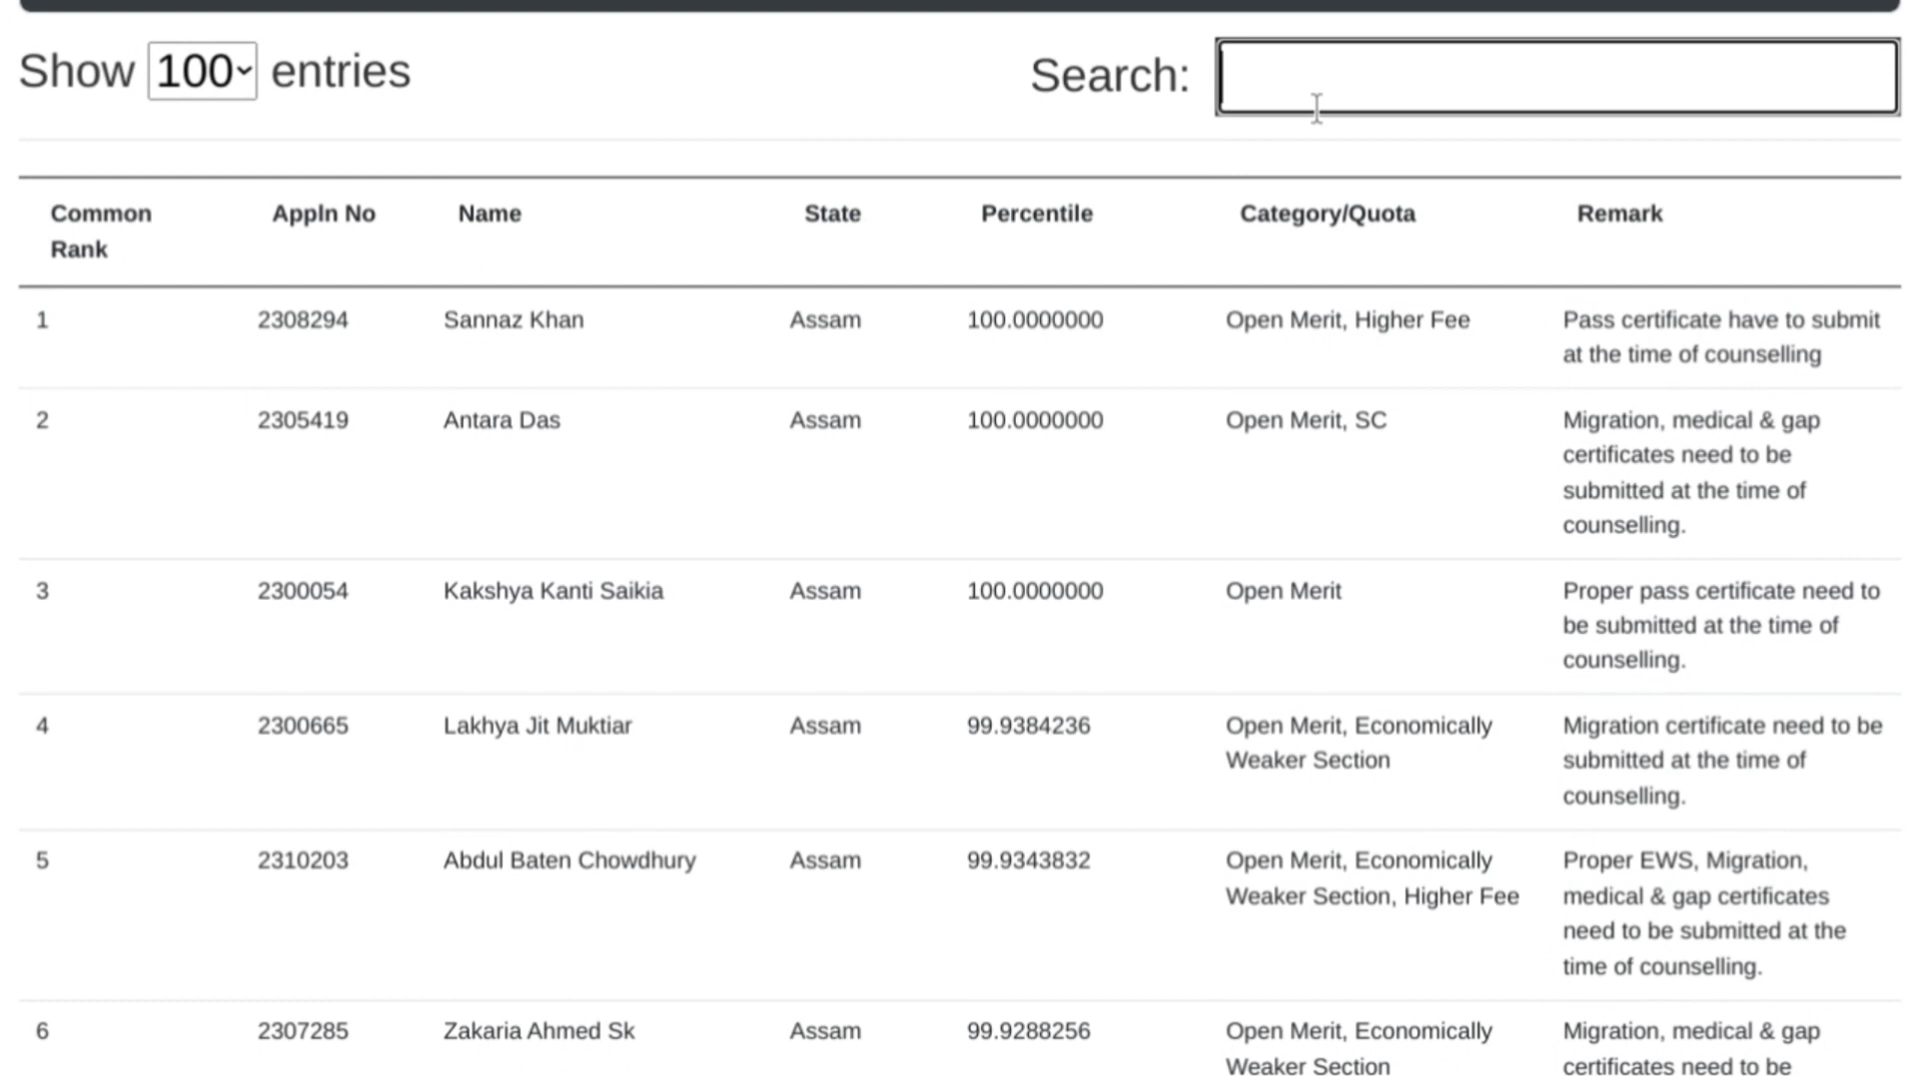 Show 100 entries
Search:
Common Rank Appln No Name State Percentile Category/Quota Remark
1 2308294 Sannaz Khan Assam 100.0000000 Open Merit, Higher Fee Pass certificate have to submit
at the time of counselling
2 2305419 Antara Das Assam 100.0000000 Open Merit, SC Migration, medical & gap
certificates need to be
submitted at the time of
counselling.
3 2300054 Kakshya Kanti Saikia Assam 100.0000000 Open Merit Proper pass certificate need to
be submitted at the time of
counselling.
4 2300665 Lakhya Jit Muktiar Assam 99.9384236 Open Merit, Economically Migration certificate need to be
Weaker Section submitted at the time of
counselling.
5 2310203 Abdul Baten Chowdhury Assam 99.9343832 Open Merit, Economically Proper EWS, Migration,
Weaker Section, Higher Fee medical & gap certificates
need to be submitted at the
time of counselling.
6 2307285 Zakaria Ahmed Sk Assam 99.9288256 Open Merit, Economically Migration, medical & gap
Weaker Section certificates need to be